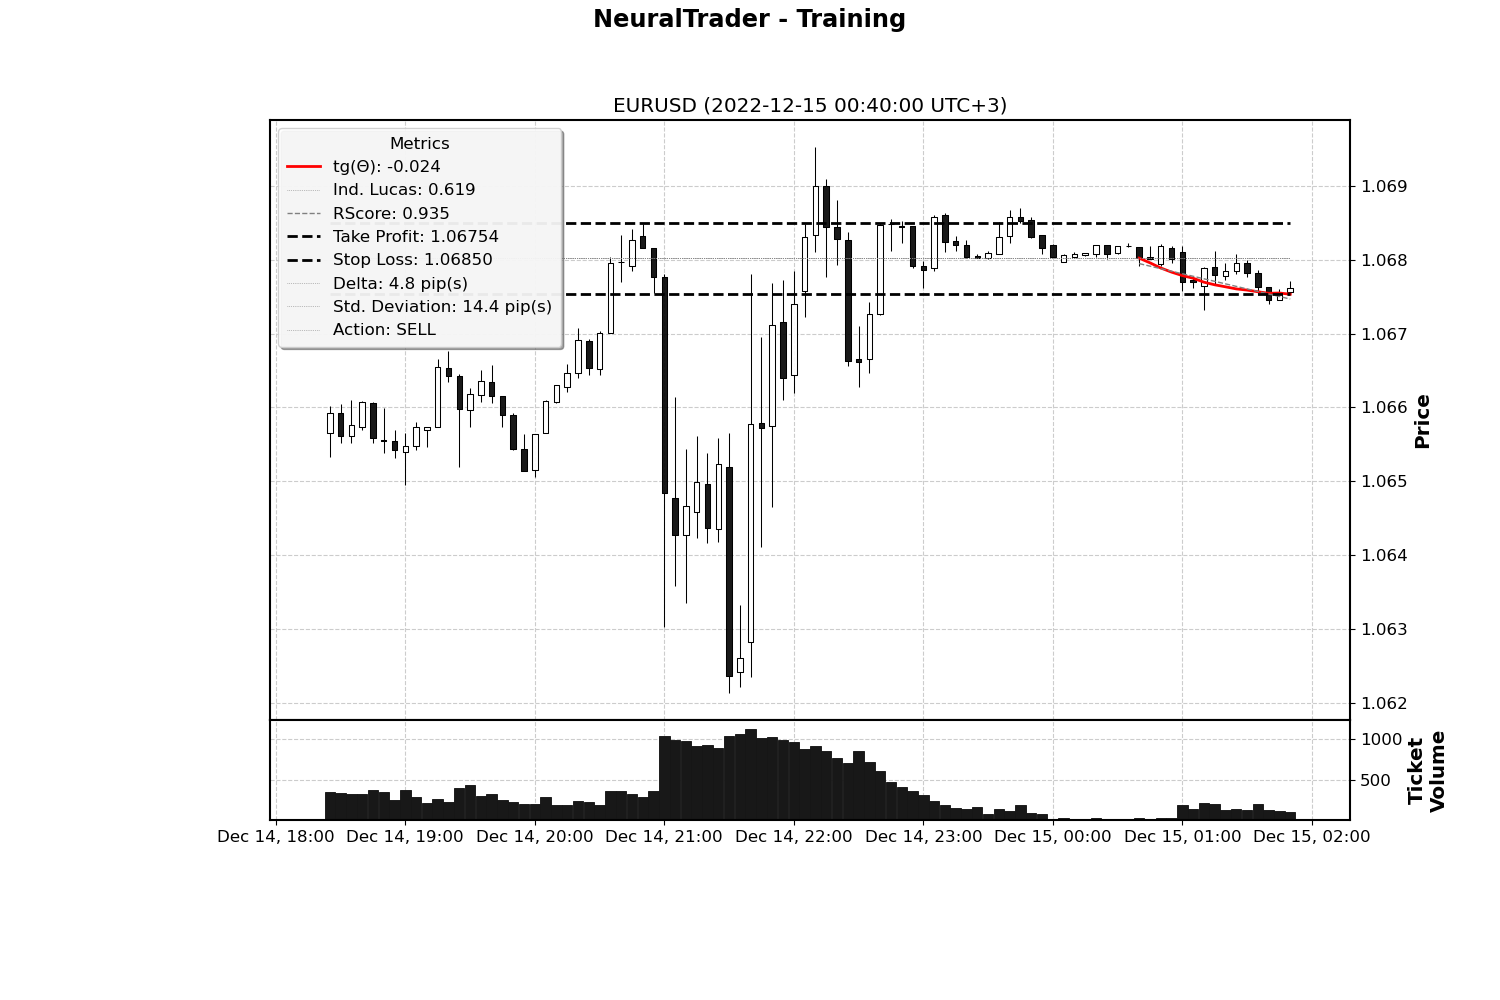 NeuralTrader - Training
EURUSD (2022-12-15 00:40:00 UTC+3)
Metrics
tg(Θ): -0.024
Ind. Lucas: 0.619
RScore: 0.935
Take Profit: 1.06754
Stop Loss: 1.06850
Delta: 4.8 pip(s)
Std. Deviation: 14.4 pip(s)
Action: SELL
1.069
1.068
1.067
1.066
1.065
1.064
1.063
1.062
Price
1000
500
Ticket
Volume
Dec 14, 18:00 Dec 14, 19:00 Dec 14, 20:00 Dec 14, 21:00 Dec 14, 22:00 Dec 14, 23:00 Dec 15, 00:00 Dec 15, 01:00 Dec 15, 02:00